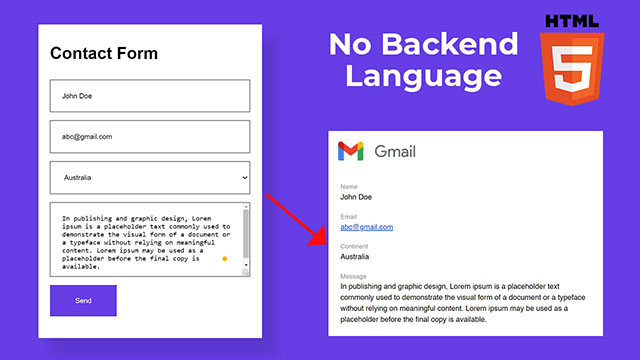 Contact Form
John Doe
abc@gmail.com
Australia
In publishing and graphic design, Lorem
ipsum is a placeholder text commonly used to
demonstrate the visual form of a document or
a typeface without relying on meaningful
content. Lorem ipsum may be used as a
placeholder before the final copy is
available.
Send
No Backend
Language
HTML
5
Gmail
Name
John Doe
Email
abc@gmail.com
Continent
Australia
Message
In publishing and graphic design, Lorem ipsum is a placeholder text
commonly used to demonstrate the visual form of a document or a typeface
without relying on meaningful content. Lorem ipsum may be used as a
placeholder before the final copy is available.